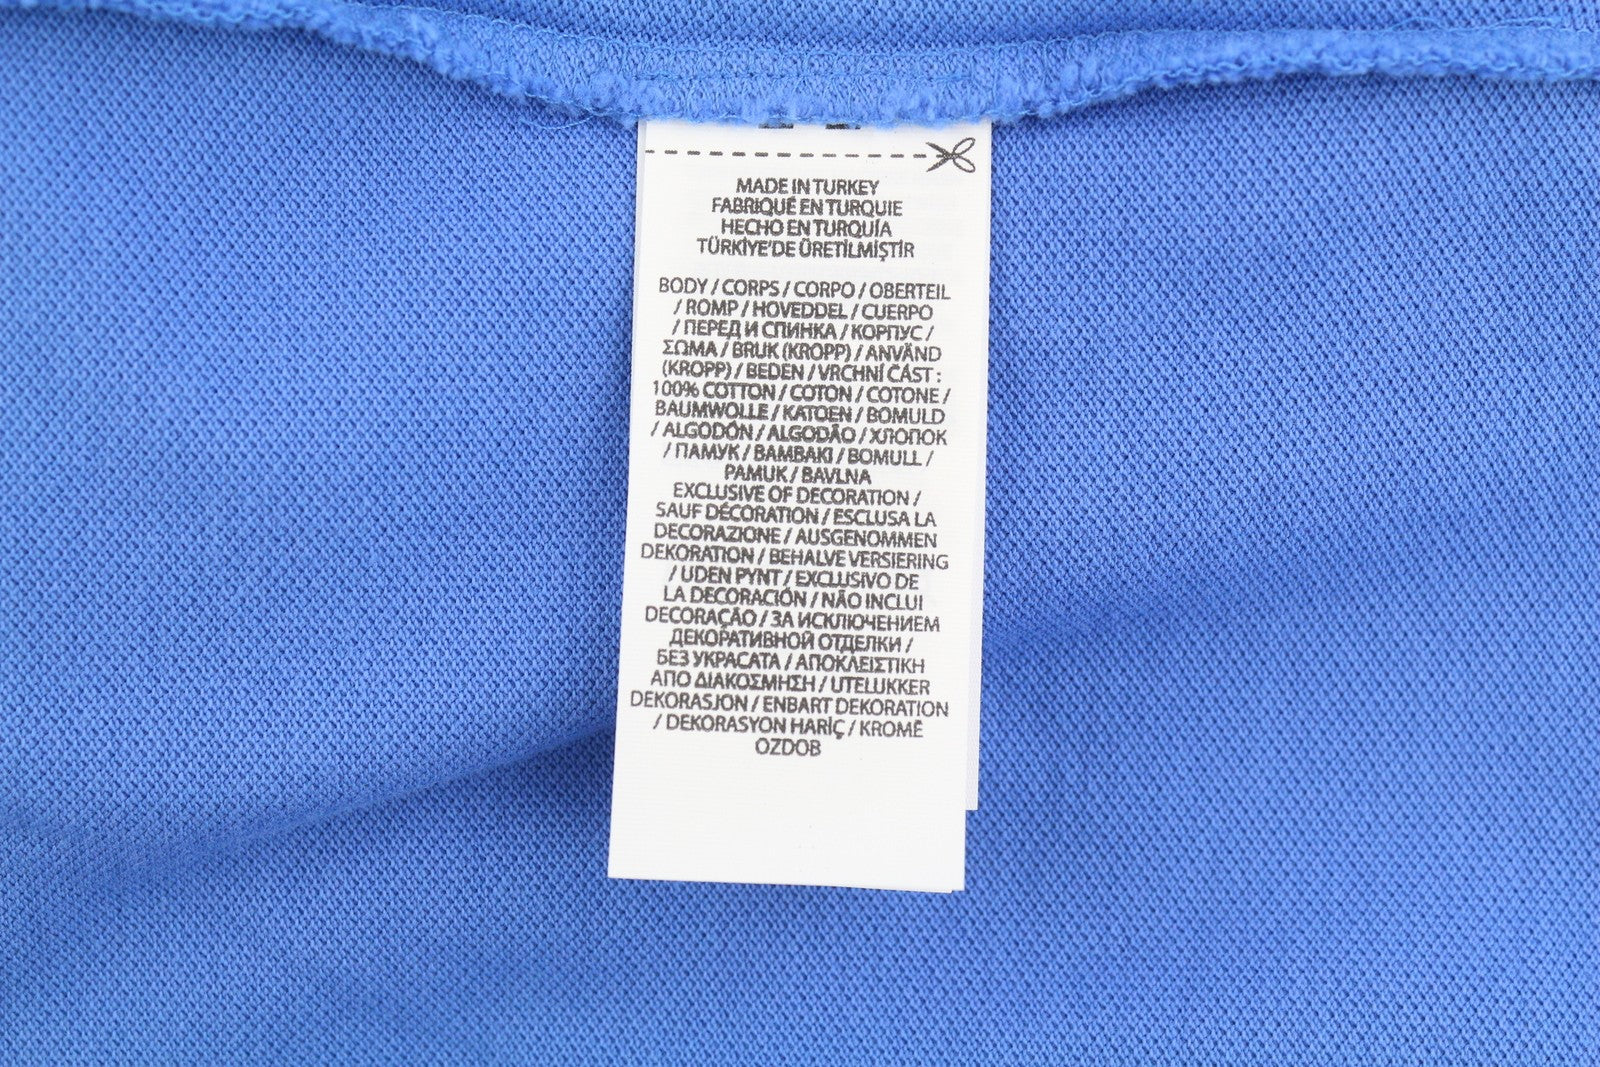 MADE IN TURKEY
FABRIQUÉ EN TURQUIE
HECHO EN TURQUÍA
TÜRKİYE'DE ÜRETİLMİŞTİR
BODY / CORPS / CORPO / OBERTEIL
/ ROMP / HOVEDDEL / CUERPO
/ ПЕРЕД И СПИНКА / КОРПУС /
ΣΩΜΑ / BRUK (KROPP) / ANVÄND
(KROPP) / BEDEN / VRCHNÍ CÁST :
100% COTTON / COTON / COTONE /
BAUMWOLLE / KATOEN / BOMULD
/ ALGODÓN / ALGODÃO / ХЛОПОК
/ ПАМУК / ΒΑΜΒΑΚΙ / BOMULL /
PAMUK / BAVLNA
EXCLUSIVE OF DECORATION /
SAUF DÉCORATION / ESCLUSA LA
DECORAZIONE / AUSGENOMMEN
DEKORATION / BEHALVE VERSIERING
/ UDEN PYNT / EXCLUSIVO DE
LA DECORACIÓN / NÃO INCLUI
DECORAÇÃO / ЗА ИСКЛЮЧЕНИЕМ
ДЕКОРАТИВНОЙ ОТДЕЛКИ /
БЕЗ УКРАСАТА / ΑΠΟΚΛΕΙΣΤΙΚΗ
ΑΠΟ ΔΙΑΚΟΣΜΗΣΗ / UTELUKKER
DEKORASJON / ENBART DEKORATION
/ DEKORASYON HARİÇ / KROMĚ
OZDOB